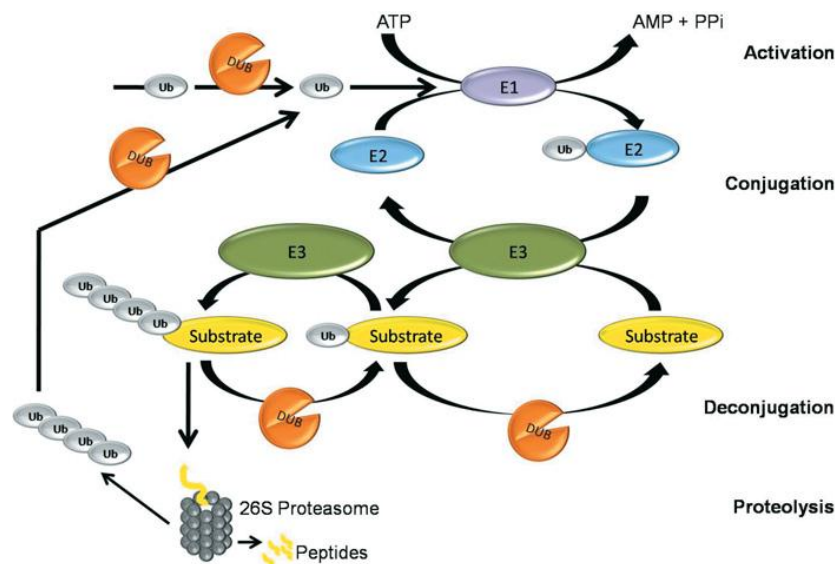 ATP
AMP + PPi
Activation
DUB
Ub
Ub
E1
DUB
E2
Ub
E2
Conjugation
E3
E3
Ub
Ub
Ub
Ub
Substrate
Ub
Substrate
Substrate
DUB
DUB
Deconjugation
Ub
Ub
Ub
Ub
26S Proteasome
Proteolysis
Peptides